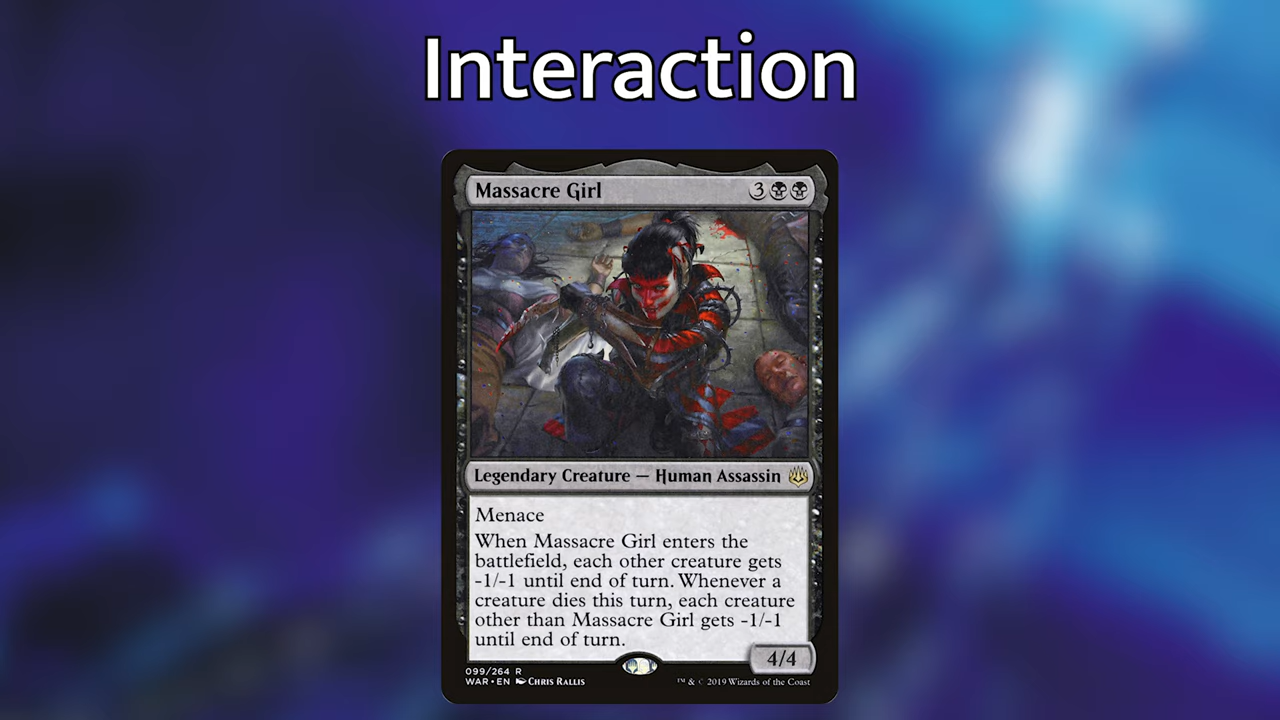 Interaction
Massacre Girl 3
Legendary Creature — Human Assassin
Menace
When Massacre Girl enters the
battlefield, each other creature gets
-1/-1 until end of turn. Whenever a
creature dies this turn, each creature
other than Massacre Girl gets -1/-1
until end of turn.
4/4
099/264 R
WAR • EN Chris Rallis
™ & © 2019 Wizards of the Coast